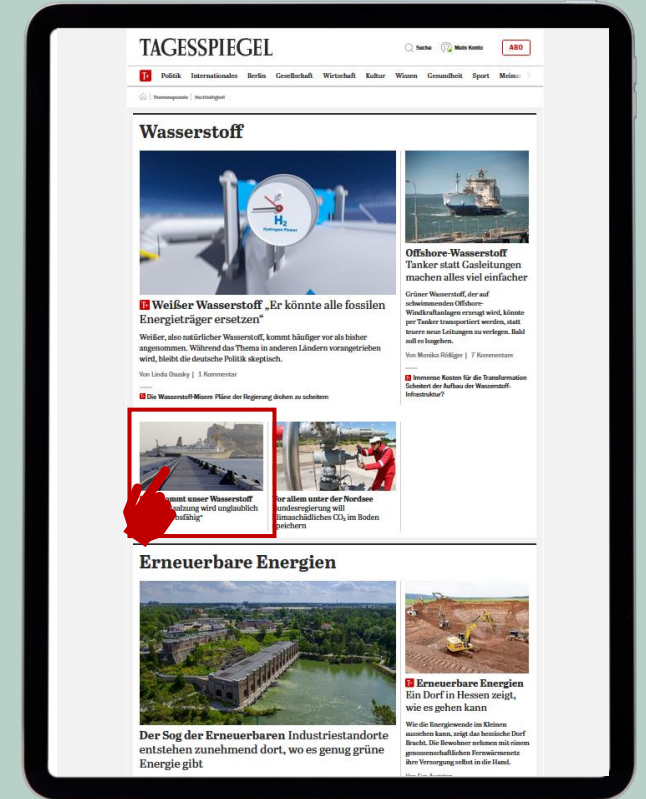 TAGESSPIEGEL
Suche
Mein Konto
ABO
T+ Politik Internationales Berlin Gesellschaft Wirtschaft Kultur Wissen Gesundheit Sport
Themenspezials | Nachhaltigkeit
Wasserstoff
H2
Hydrogen Power
T+ Weißer Wasserstoff „Er könnte alle fossilen
Energieträger ersetzen“
Weißer, also natürlicher Wasserstoff, kommt häufiger vor als bisher
angenommen. Während das Thema in anderen Ländern vorangetrieben
wird, bleibt die deutsche Politik skeptisch.
Von Linda Osusky | 1 Kommentar
Die Wasserstoff-Misere Pläne der Regierung drohen zu scheitern
Offshore-Wasserstoff
Tanker statt Gasleitungen
machen alles viel einfacher
Grüner Wasserstoff, der auf
schwimmenden Offshore-
Windkraftanlagen erzeugt wird, könnte
per Tanker transportiert werden, statt
teuere neue Leitungen zu verlegen. Bald
soll es losgehen.
Von Monika Rößiger | 7 Kommentare
Immense Kosten für die Transformation
Scheitert der Aufbau der Wasserstoff-
Infrastruktur?
unser Wasserstoff
wird unglaublich
Vor allem unter der Nordsee
Bundesregierung will
klimaschädliches CO₂ im Boden
speichern
Erneuerbare Energien
Der Sog der Erneuerbaren Industriestandorte
entstehen zunehmend dort, wo es genug grüne
Energie gibt
T+ Erneuerbare Energien
Ein Dorf in Hessen zeigt,
wie es gehen kann
Wie die Energiewende im Kleinen
aussehen kann, zeigt das hessische Dorf
Bracht. Die Bewohner nehmen mit einem
genossenschaftlichen Fernwärmenetz
ihre Versorgung selbst in die Hand.